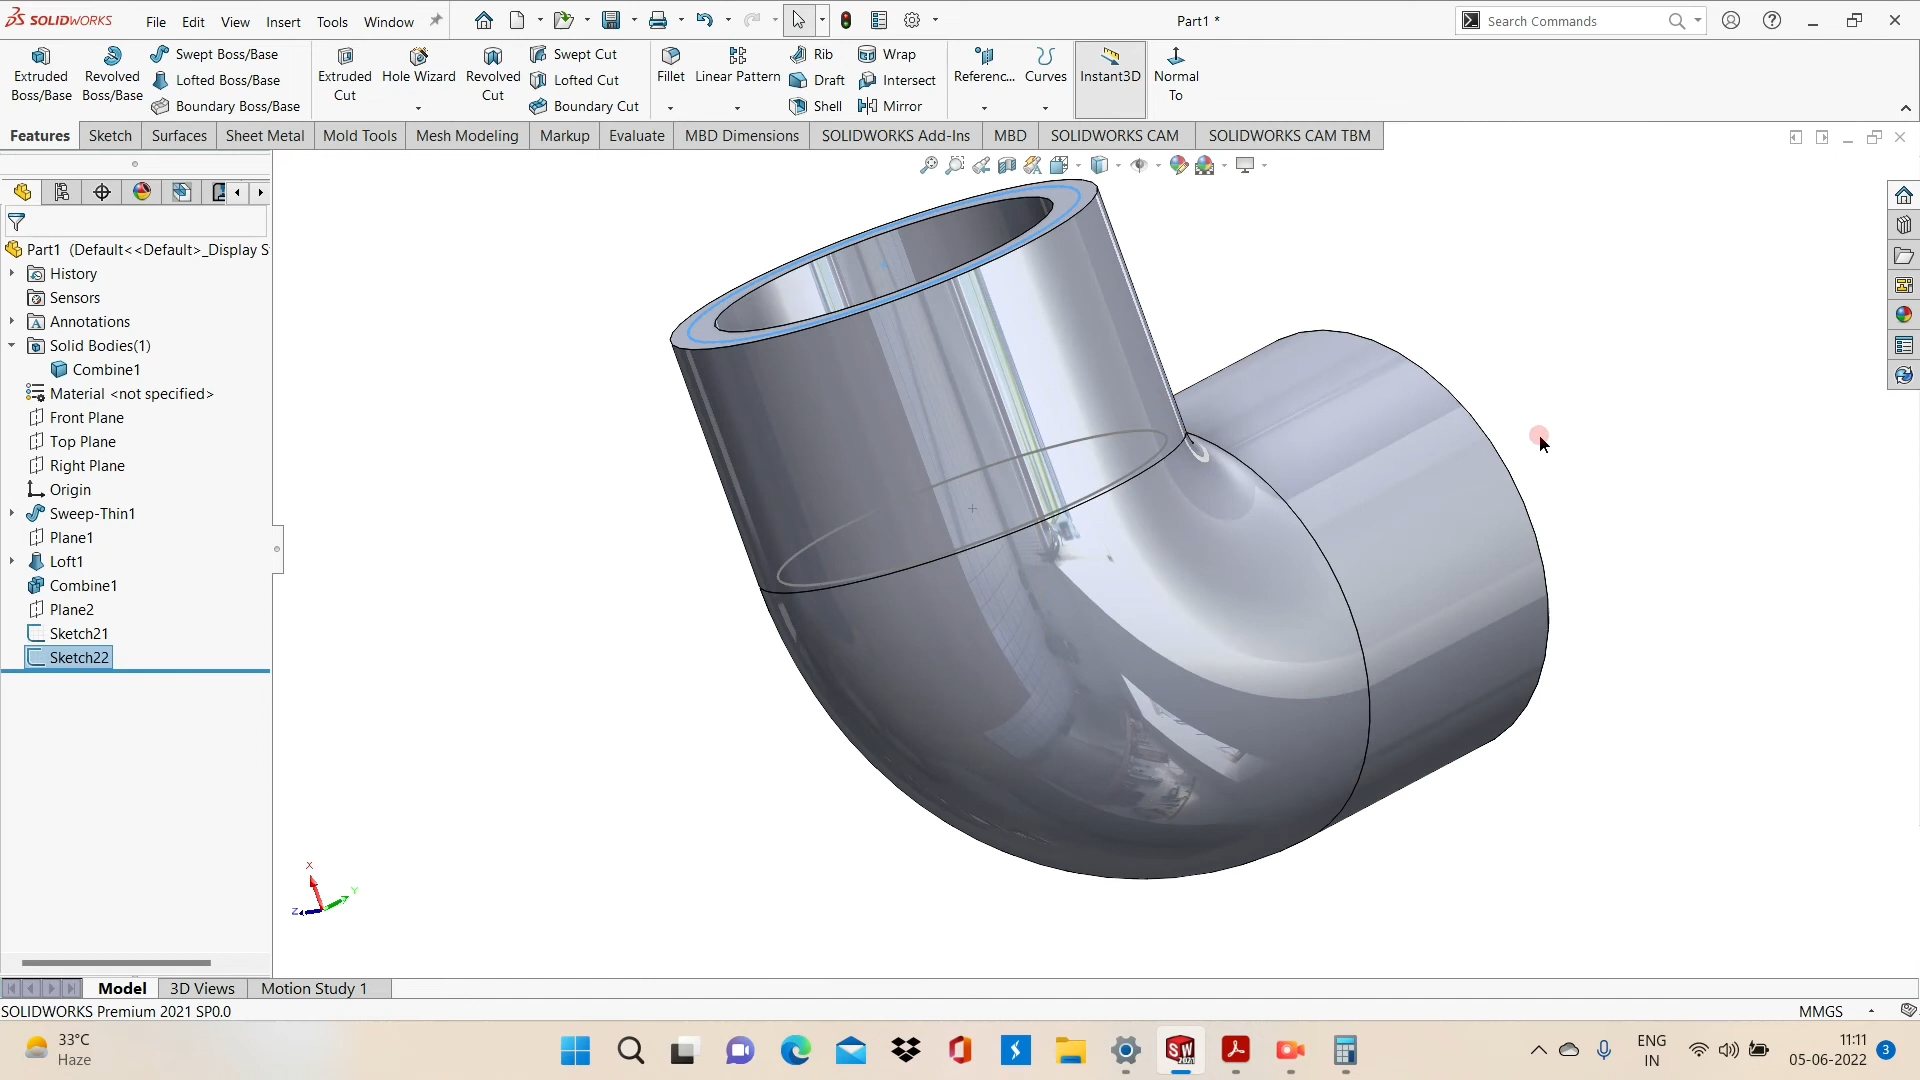 SOLIDWORKS File Edit View Insert Tools Window Part1 * Search Commands
Extruded Boss/Base
Revolved Boss/Base
Swept Boss/Base
Lofted Boss/Base
Boundary Boss/Base
Extruded Cut
Hole Wizard
Revolved Cut
Swept Cut
Lofted Cut
Boundary Cut
Fillet
Linear Pattern
Rib
Draft
Shell
Wrap
Intersect
Mirror
Referenc...
Curves
Instant3D
Normal To
Features Sketch Surfaces Sheet Metal Mold Tools Mesh Modeling Markup Evaluate MBD Dimensions SOLIDWORKS Add-Ins MBD SOLIDWORKS CAM SOLIDWORKS CAM TBM
Part1 (Default<<Default>_Display S
History
Sensors
A Annotations
Solid Bodies(1)
Combine1
Material <not specified>
Front Plane
Top Plane
Right Plane
Origin
Sweep-Thin1
Plane1
Loft1
Combine1
Plane2
Sketch21
Sketch22
X
Y
Z
Model 3D Views Motion Study 1
SOLIDWORKS Premium 2021 SP0.0 MMGS
33°C
Haze
SW
2021
ENG
IN
11:11
05-06-2022
3